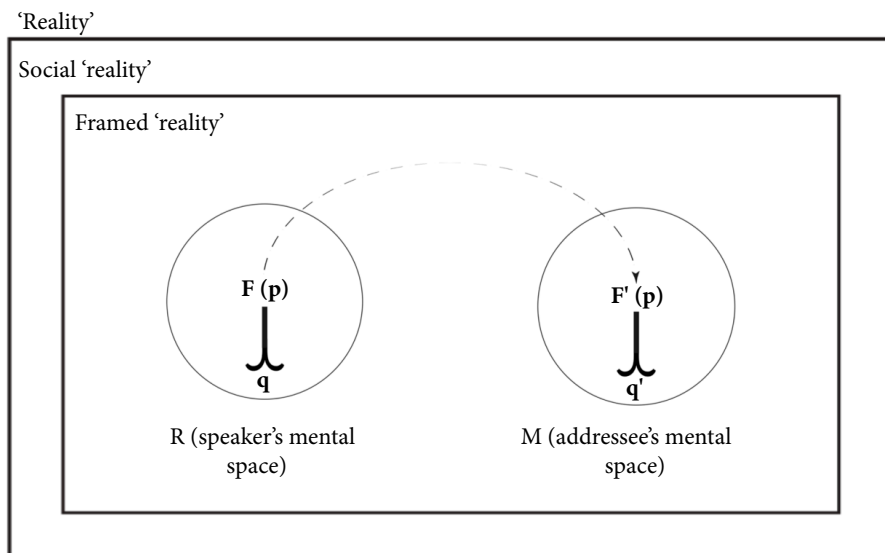 ‘Reality’
Social ‘reality’
Framed ‘reality’
F (p)
F' (p)
q
q'
R (speaker’s mental
space)
M (addressee’s mental
space)